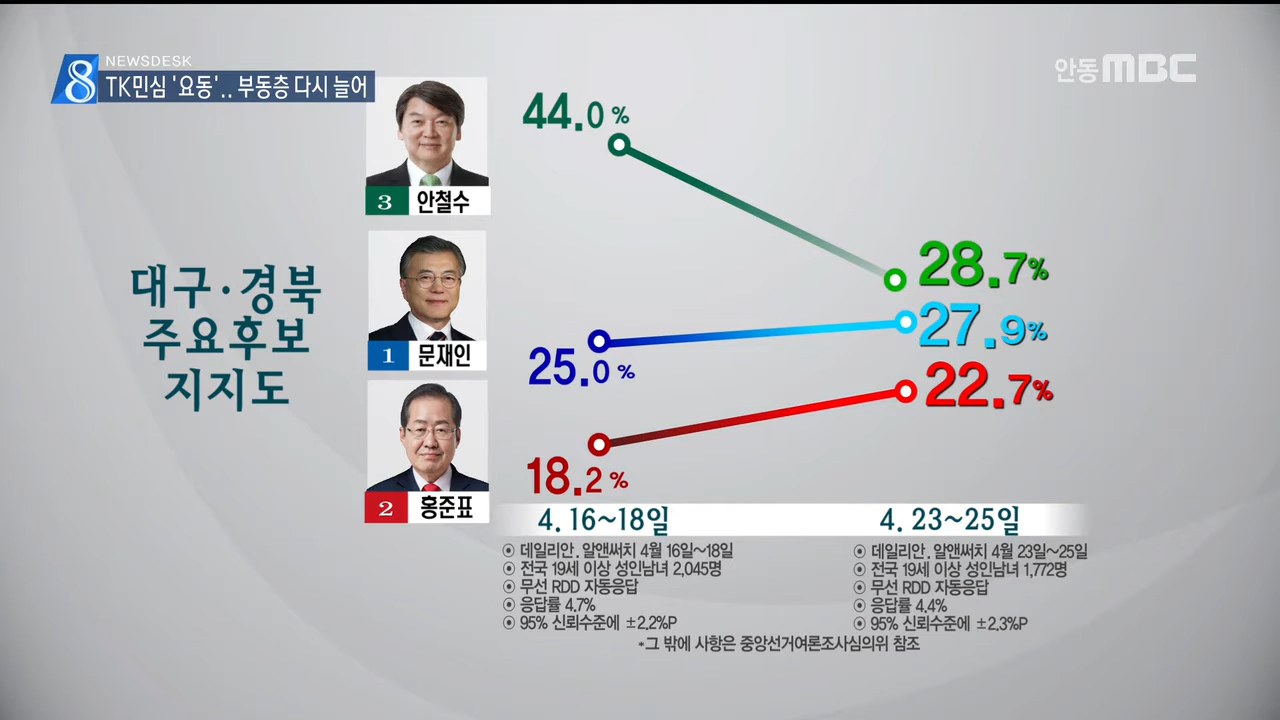 NEWSDESK
8 TK민심 '요동'.. 부동층 다시 늘어
안동MBC
대구·경북
주요후보
지지도
3 안철수
1 문재인
2 홍준표
44.0 %
28.7%
25.0 %
27.9%
18.2 %
22.7%
4. 16~18일
⊙ 데일리안, 알앤써치 4월 16일~18일
⊙ 전국 19세 이상 성인남녀 2,045명
⊙ 무선 RDD 자동응답
⊙ 응답률 4.7%
⊙ 95% 신뢰수준에 ±2.2%P
4. 23~25일
⊙ 데일리안, 알앤써치 4월 23일~25일
⊙ 전국 19세 이상 성인남녀 1,772명
⊙ 무선 RDD 자동응답
⊙ 응답률 4.4%
⊙ 95% 신뢰수준에 ±2.3%P
*그 밖에 사항은 중앙선거여론조사심의위 참조